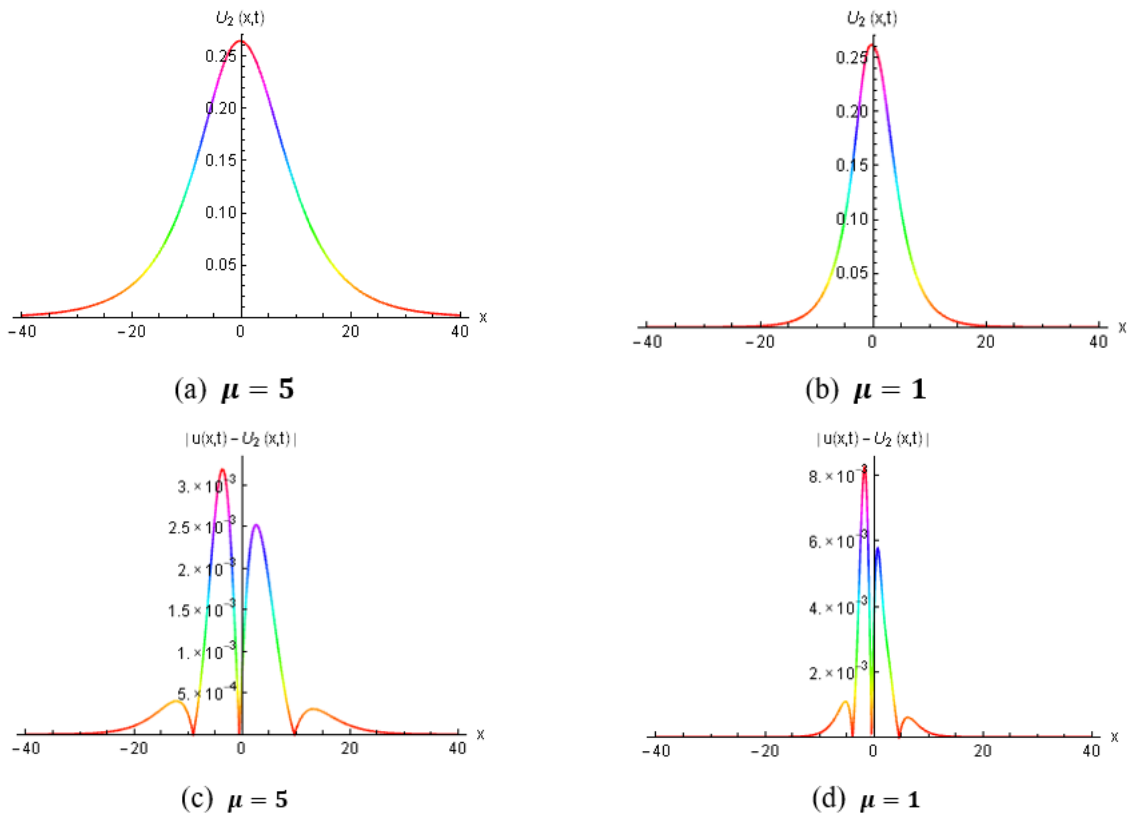 U₂ (x,t)
0.25
0.20
0.15
0.10
0.05
−40 −20 0 20 40 x
(a) μ = 5
U₂ (x,t)
0.25
0.20
0.15
0.10
0.05
−40 −20 0 20 40 x
(b) μ = 1
| u(x,t) − U₂ (x,t) |
3. × 10⁻³
2.5 × 10⁻³
2. × 10⁻³
1.5 × 10⁻³
1. × 10⁻³
5. × 10⁻⁴
−40 −20 0 20 40 x
(c) μ = 5
| u(x,t) − U₂ (x,t) |
8. × 10⁻³
6. × 10⁻³
4. × 10⁻³
2. × 10⁻³
−40 −20 0 20 40 x
(d) μ = 1